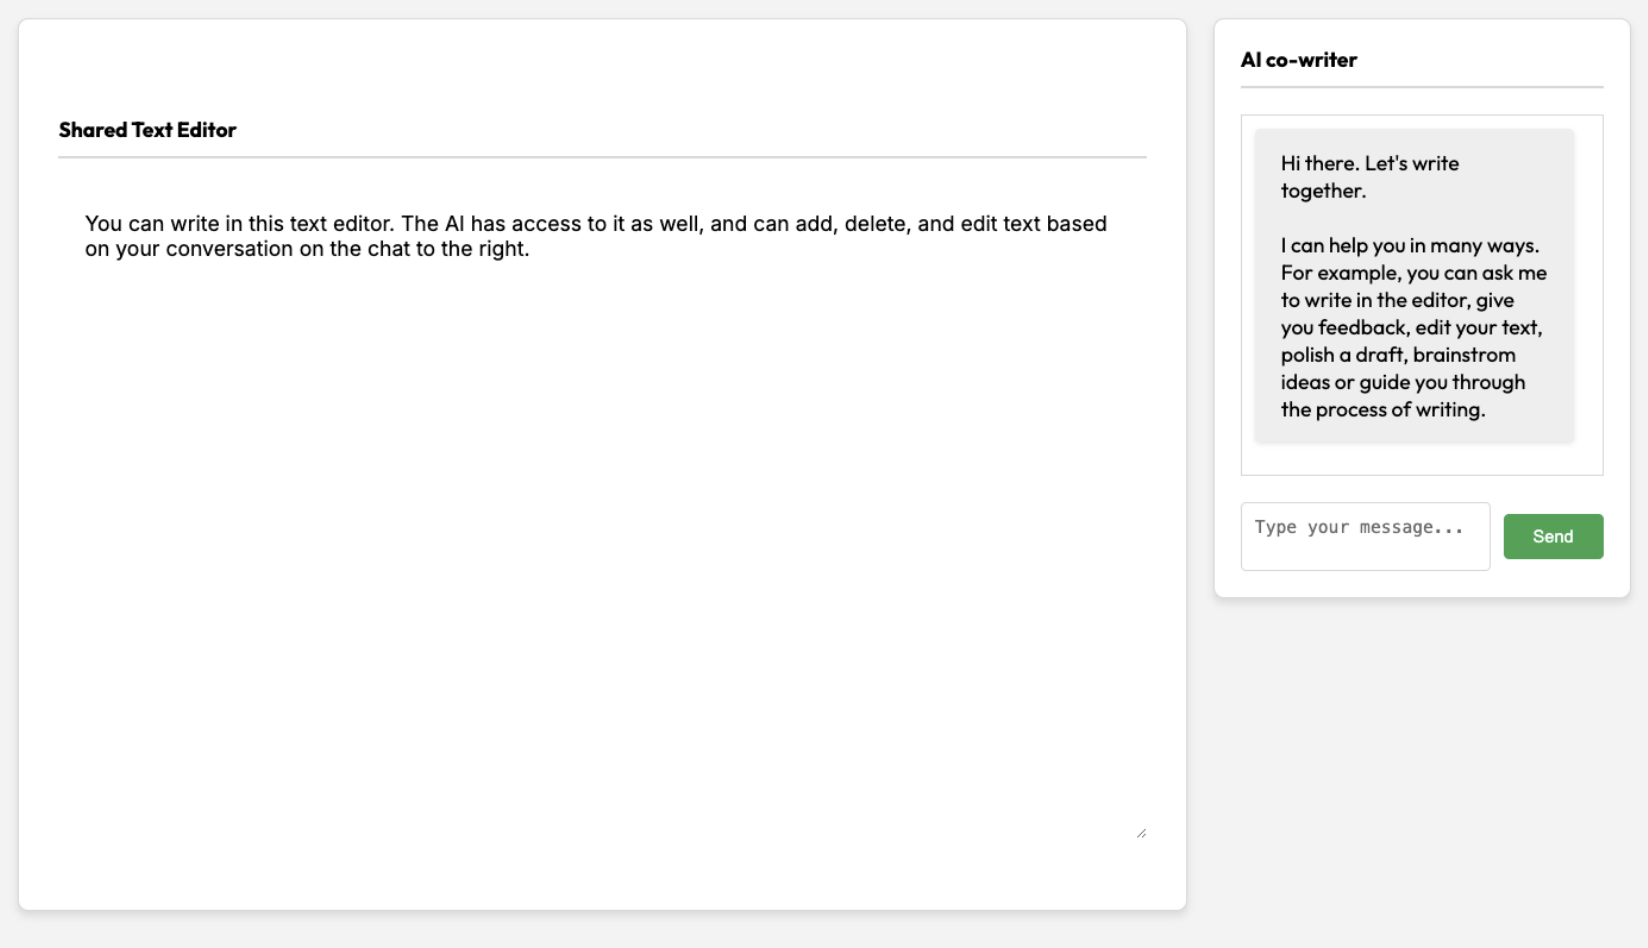 Shared Text Editor
You can write in this text editor. The AI has access to it as well, and can add, delete, and edit text based
on your conversation on the chat to the right.
AI co-writer
Hi there. Let's write
together.
I can help you in many ways.
For example, you can ask me
to write in the editor, give
you feedback, edit your text,
polish a draft, brainstrom
ideas or guide you through
the process of writing.
Type your message...
Send